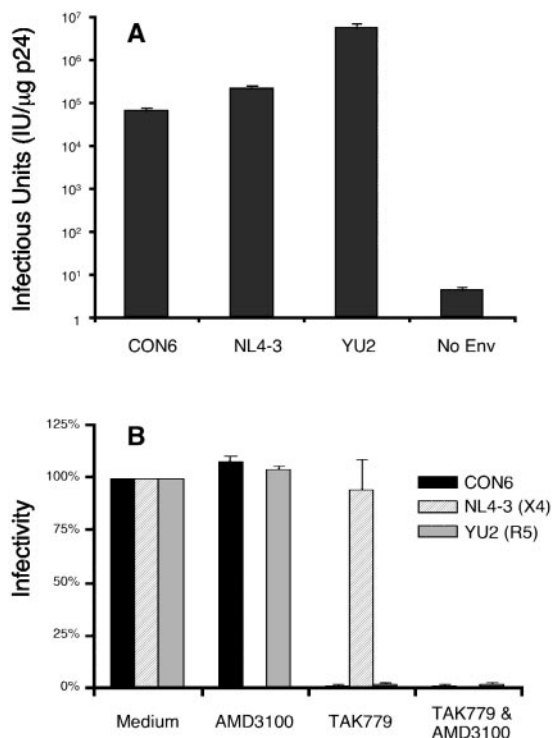 A
Infectious Units (IU/μg p24)
10⁷
10⁶
10⁵
10⁴
10³
10²
10¹
1
CON6
NL4-3
YU2
No Env
B
Infectivity
125%
100%
75%
50%
25%
0%
CON6
NL4-3 (X4)
YU2 (R5)
Medium
AMD3100
TAK779
TAK779 &
AMD3100